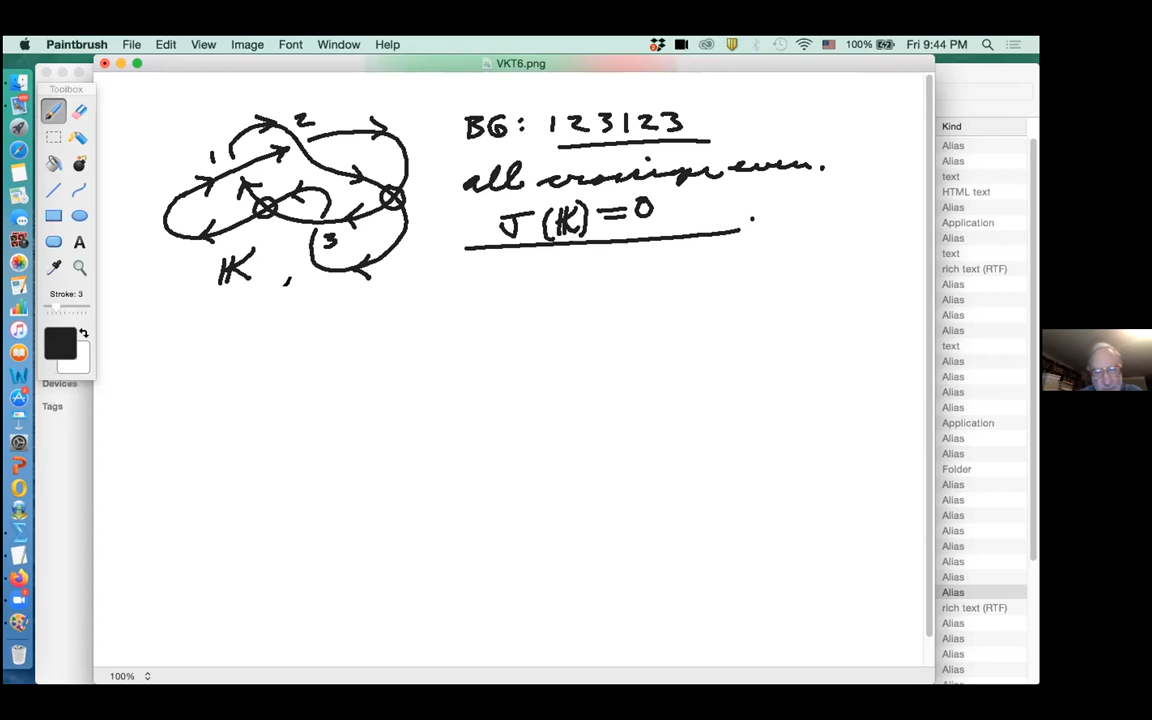 Paintbrush File Edit View Image Font Window Help 100% Fri 9:44 PM
VKT6.png
Toolbox
Stroke: 3
Devices
Tags
1 2
3
K ,
BG: 123123
all crossings even.
J(K) = 0
100%
Kind
Alias
Alias
text
HTML text
Alias
Application
Alias
text
rich text (RTF)
Alias
Alias
Alias
Alias
text
Alias
Alias
Alias
Alias
Application
Alias
Alias
Folder
Alias
Alias
Alias
Alias
Alias
Alias
Alias
rich text (RTF)
Alias
Alias
Alias
Alias